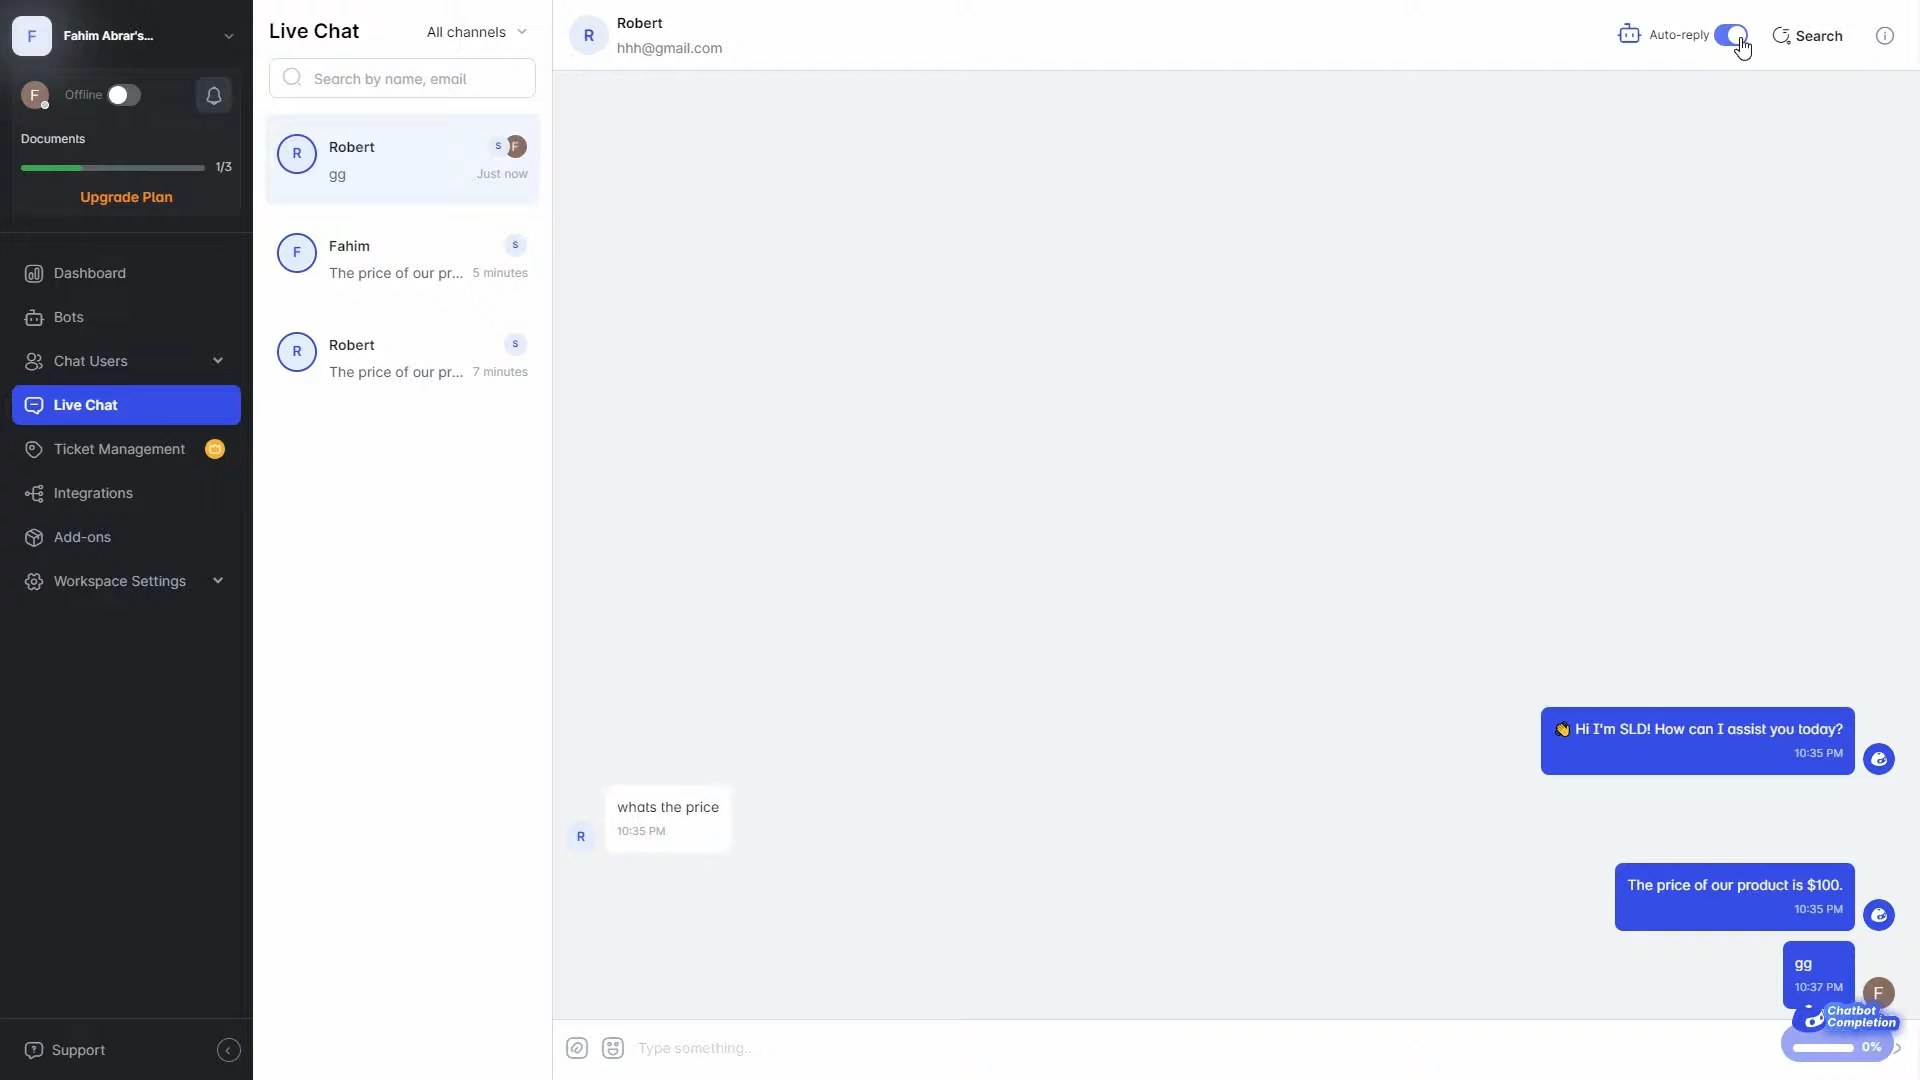 F
Fahim Abrar's...
F
Offline
Documents
1/3
Upgrade Plan
Dashboard
Bots
Chat Users
Live Chat
Ticket Management
Integrations
Add-ons
Workspace Settings
Support
Live Chat
All channels
Search by name, email
R
Robert
S
F
gg
Just now
F
Fahim
S
The price of our pr...
5 minutes
R
Robert
S
The price of our pr...
7 minutes
R
Robert
hhh@gmail.com
Auto-reply
Search
👋 Hi I'm SLD! How can I assist you today?
10:35 PM
whats the price
10:35 PM
R
The price of our product is $100.
10:35 PM
gg
10:37 PM
F
Chatbot
Completion
0%
Type something..